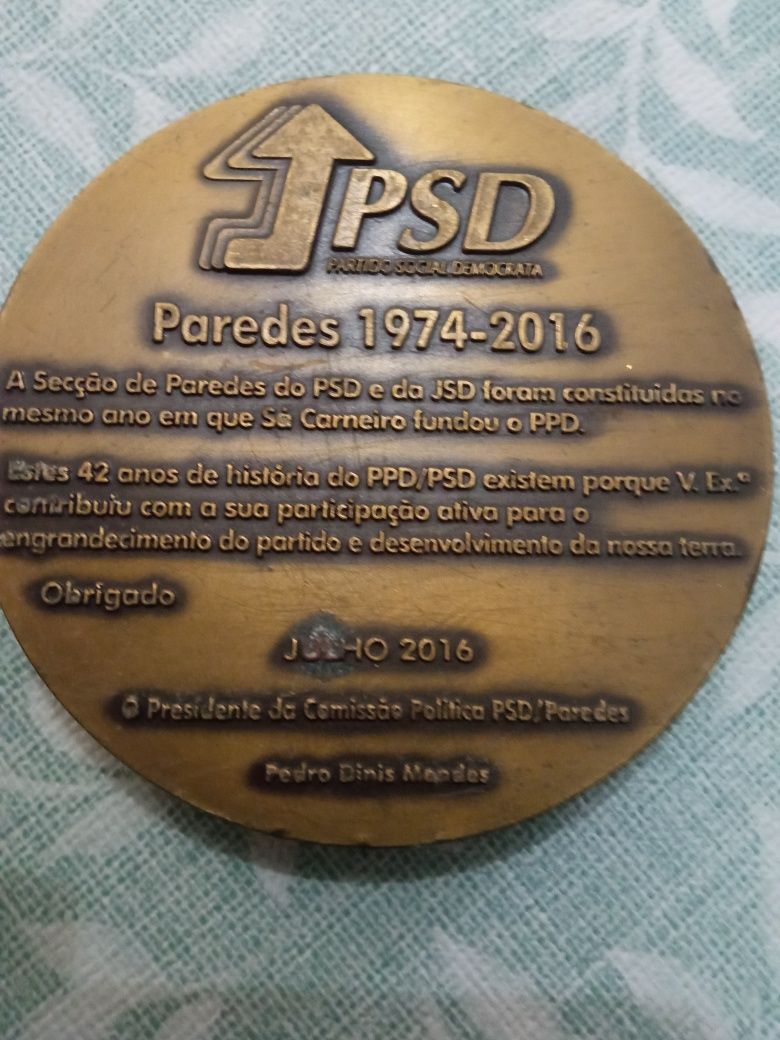 PSD
PARTIDO SOCIAL DEMOCRATA
Paredes 1974-2016
A Secção de Paredes do PSD e da JSD foram constituidas no
mesmo ano em que Sá Carneiro fundou o PPD.
Estes 42 anos de história do PPD/PSD existem porque V. Ex.ª
contribuiu com a sua participação ativa para o
engrandecimento do partido e desenvolvimento da nossa terra.
Obrigado
JULHO 2016
O Presidente da Comissão Política PSD/Paredes
Pedro Dinis Mendes